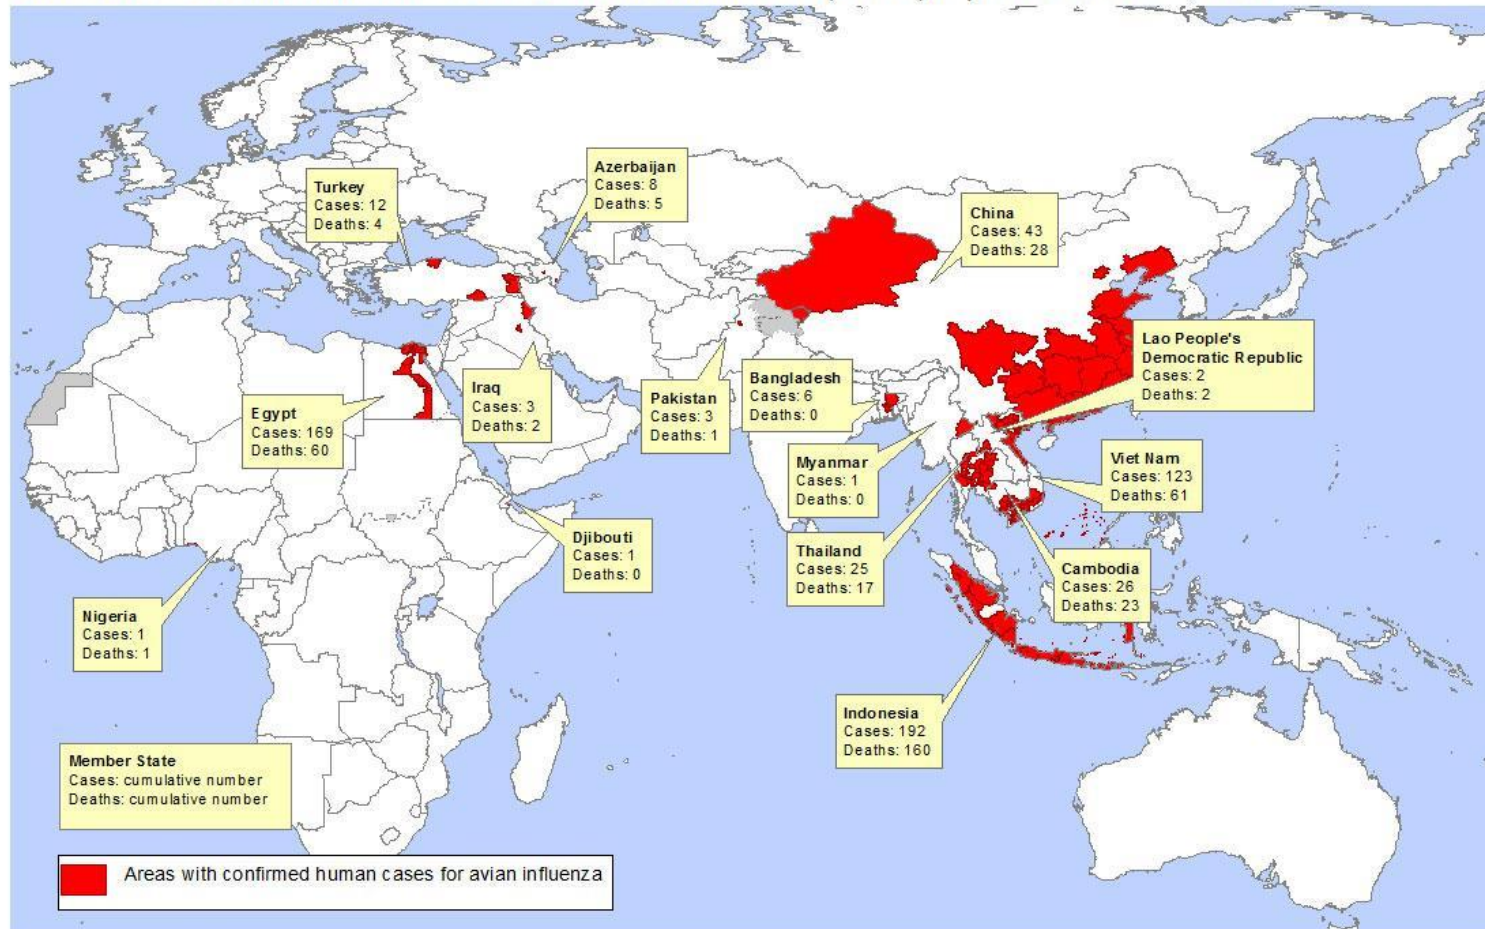 Turkey
Cases: 12
Deaths: 4
Azerbaijan
Cases: 8
Deaths: 5
China
Cases: 43
Deaths: 28
Lao People's
Democratic Republic
Cases: 2
Deaths: 2
Egypt
Cases: 169
Deaths: 60
Iraq
Cases: 3
Deaths: 2
Pakistan
Cases: 3
Deaths: 1
Bangladesh
Cases: 6
Deaths: 0
Myanmar
Cases: 1
Deaths: 0
Viet Nam
Cases: 123
Deaths: 61
Djibouti
Cases: 1
Deaths: 0
Thailand
Cases: 25
Deaths: 17
Cambodia
Cases: 26
Deaths: 23
Nigeria
Cases: 1
Deaths: 1
Indonesia
Cases: 192
Deaths: 160
Member State
Cases: cumulative number
Deaths: cumulative number
Areas with confirmed human cases for avian influenza